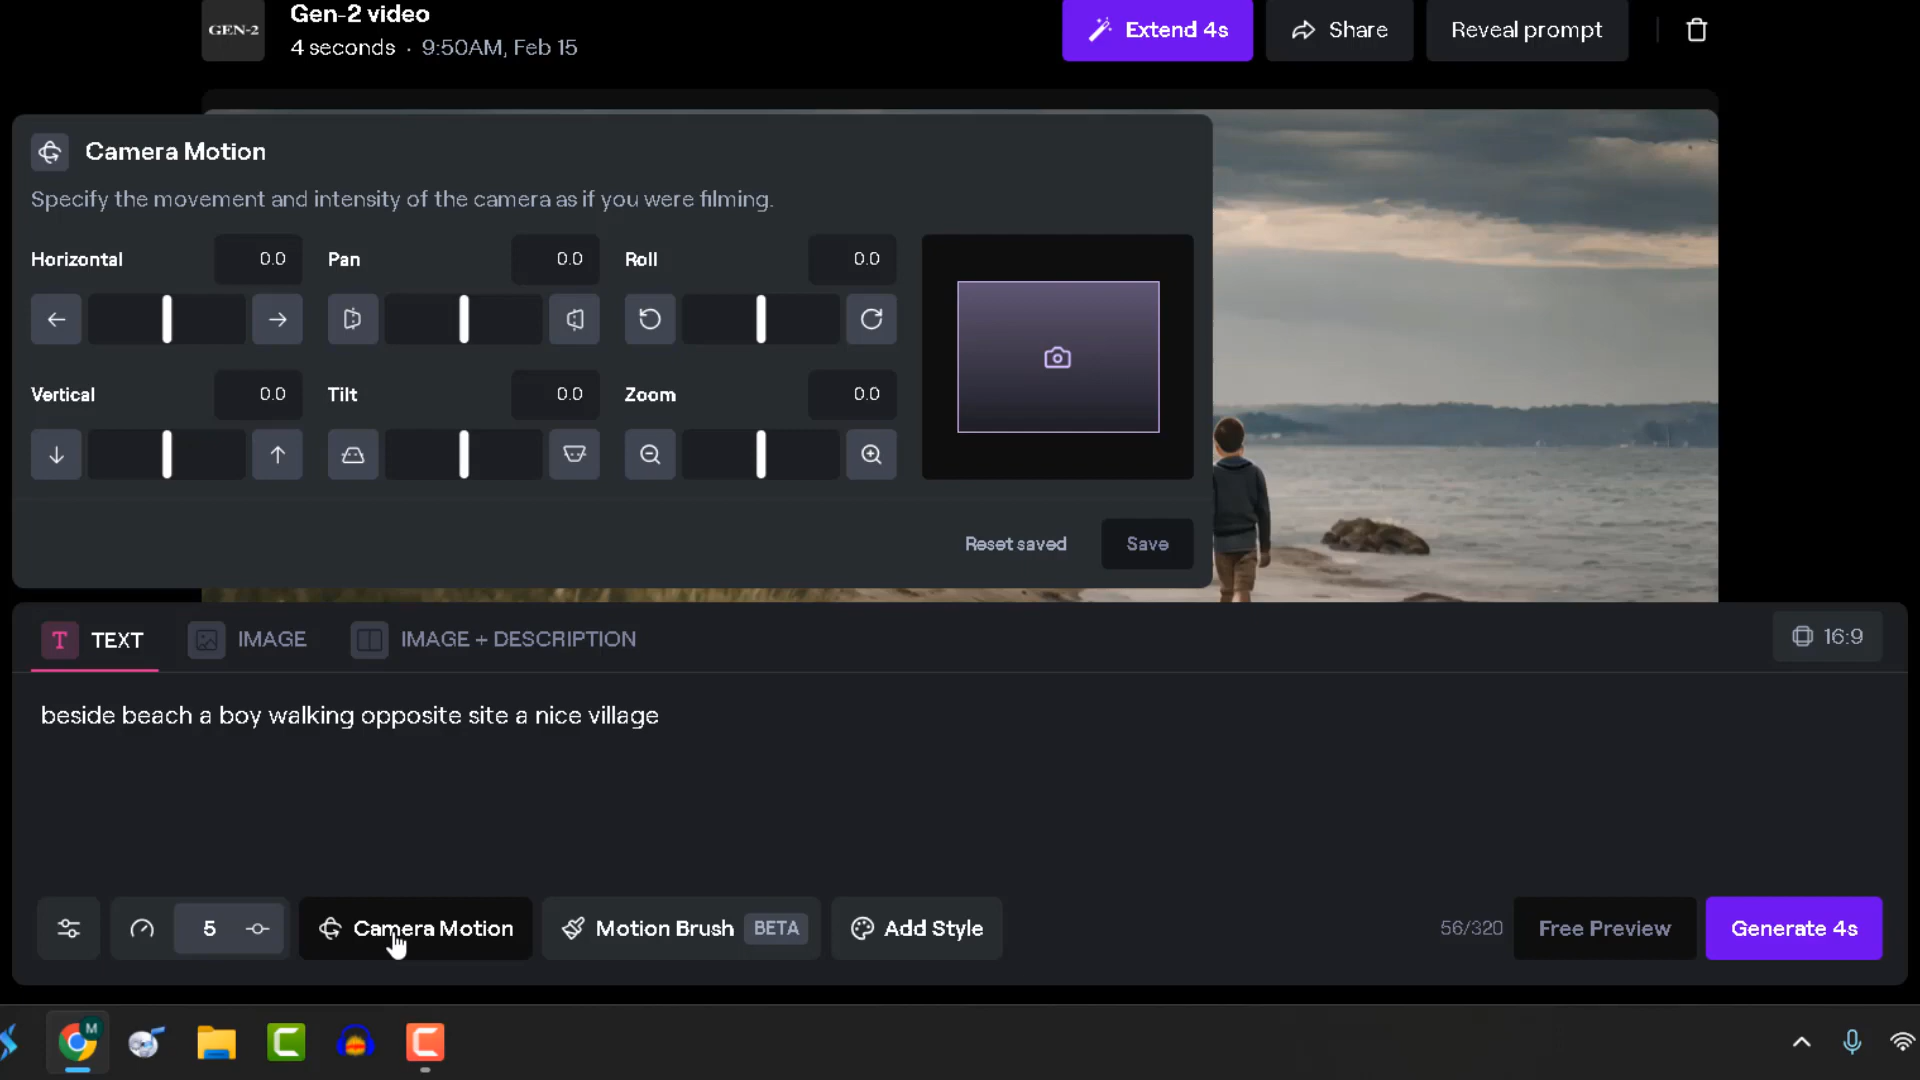 GEN-2
Gen-2 video
4 seconds · 9:50AM, Feb 15
Extend 4s
Share
Reveal prompt
Camera Motion
Specify the movement and intensity of the camera as if you were filming.
Horizontal 0.0 Pan 0.0 Roll 0.0
Vertical 0.0 Tilt 0.0 Zoom 0.0
Reset saved
Save
T TEXT IMAGE IMAGE + DESCRIPTION
16:9
beside beach a boy walking opposite site a nice village
5 Camera Motion Motion Brush BETA Add Style
56/320 Free Preview Generate 4s
M